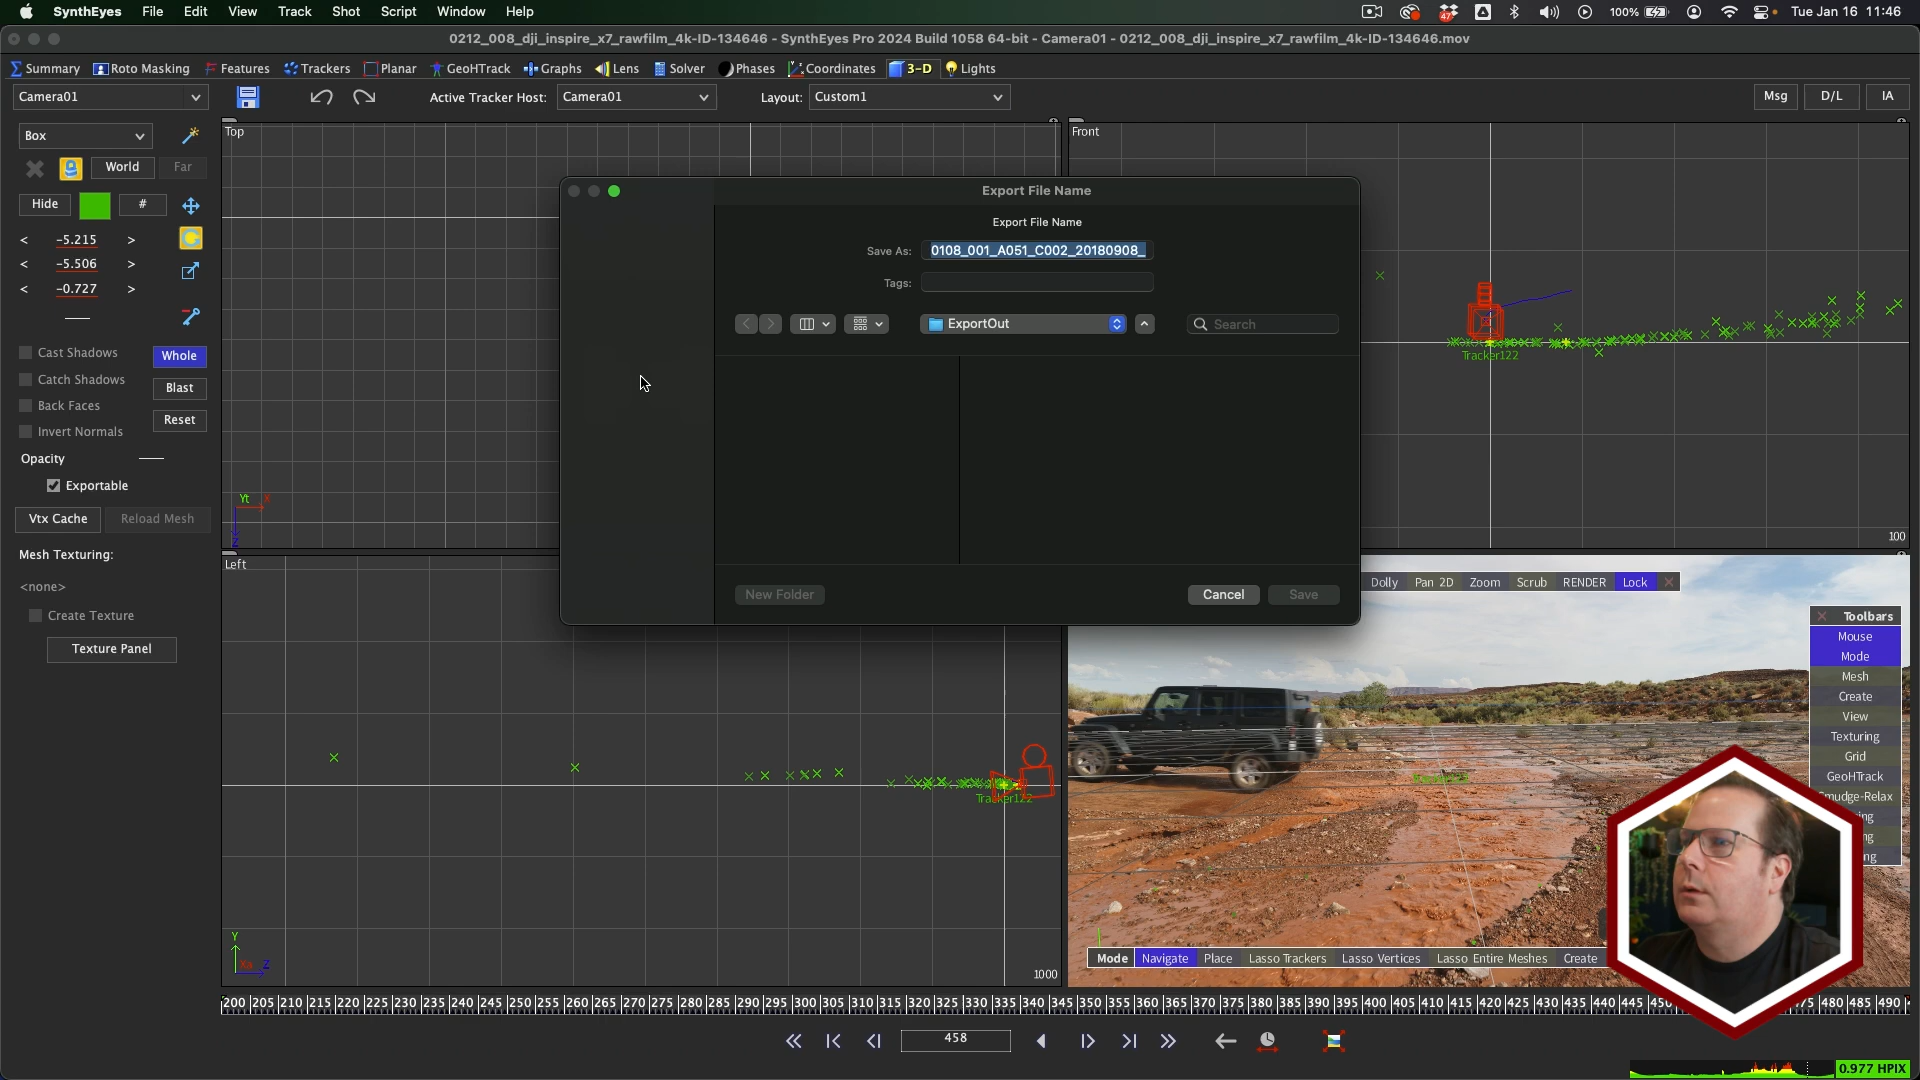 SynthEyes File Edit View Track Shot Script Window Help 47 100% Tue Jan 16 11:46
0212_008_dji_inspire_x7_rawfilm_4k-ID-134646 - SynthEyes Pro 2024 Build 1058 64-bit - Camera01 - 0212_008_dji_inspire_x7_rawfilm_4k-ID-134646.mov
Summary Roto Masking Features Trackers Planar GeoHTrack Graphs Lens Solver Phases Coordinates 3-D Lights
Camera01 Active Tracker Host: Camera01 Layout: Custom1 Msg D/L IA
Box
World Far
Hide #
< -5.215 >
< -5.506 >
< -0.727 >
Cast Shadows Whole
Catch Shadows Blast
Back Faces
Invert Normals Reset
Opacity
Exportable
Vtx Cache Reload Mesh
Mesh Texturing:
<none>
Create Texture
Texture Panel
Top
Yt X
Front
Tracker122
100
Export File Name
Export File Name
Save As: 0108_001_A051_C002_20180908_
Tags:
ExportOut Search
New Folder Cancel Save
Left
Tracker122
Y
Xa Z
1000
Dolly Pan 2D Zoom Scrub RENDER Lock
Toolbars
Mouse
Mode
Mesh
Create
View
Texturing
Grid
GeoHTrack
Smudge-Relax
Mode Navigate Place Lasso Trackers Lasso Vertices Lasso Entire Meshes Create
200 205 210 215 220 225 230 235 240 245 250 255 260 265 270 275 280 285 290 295 300 305 310 315 320 325 330 335 340 345 350 355 360 365 370 375 380 385 390 395 400 405 410 415 420 425 430 435 440 445 450 475 480 485 490
458
0.977 HPIX